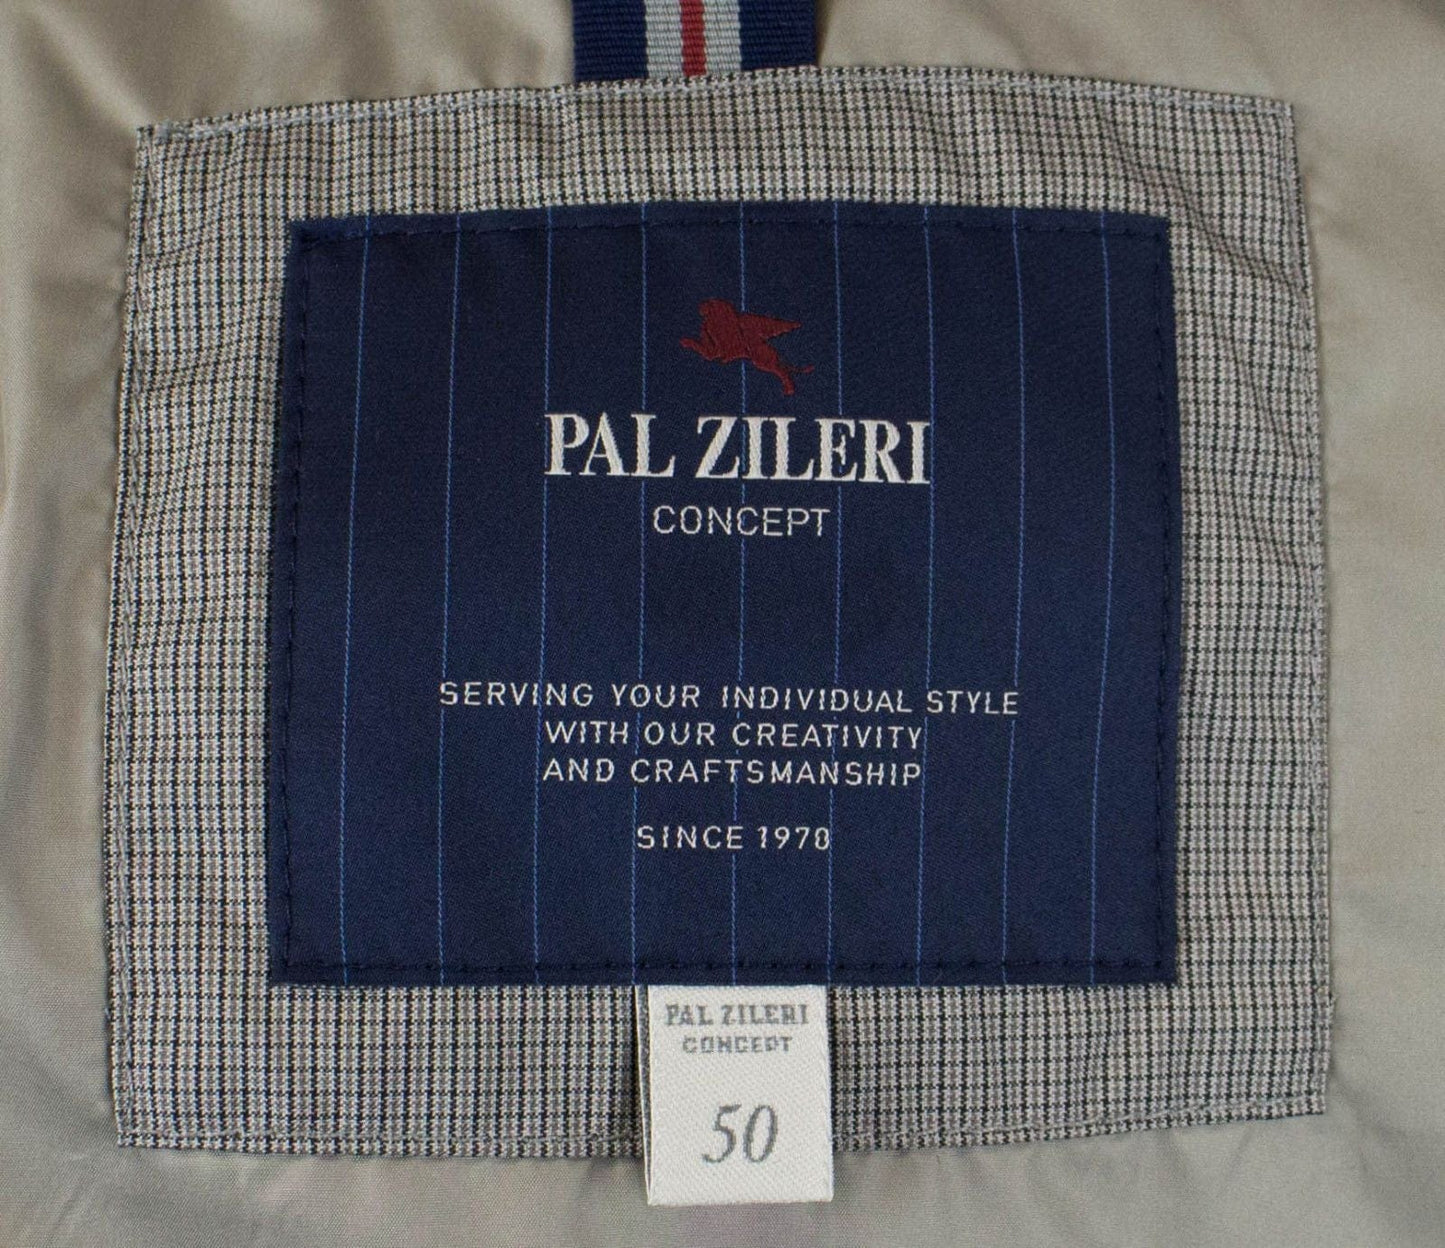 PAL ZILERI
CONCEPT
SERVING YOUR INDIVIDUAL STYLE
WITH OUR CREATIVITY
AND CRAFTSMANSHIP
SINCE 1970
PAL ZILERI
CONCEPT
50